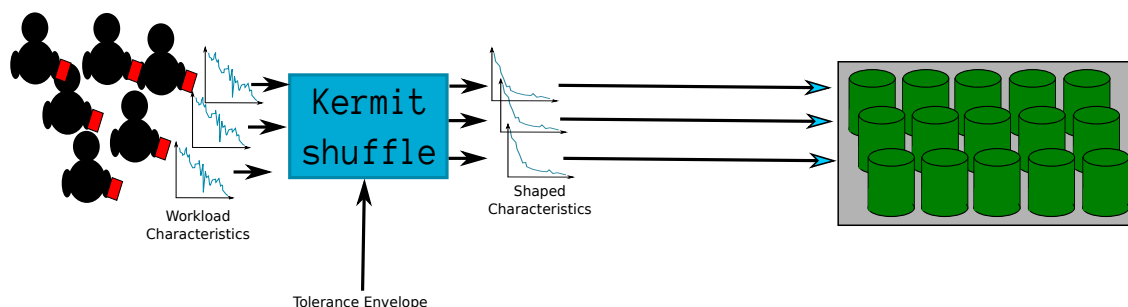 Kermit
shuffle
Workload
Characteristics
Shaped
Characteristics
Tolerance Envelope